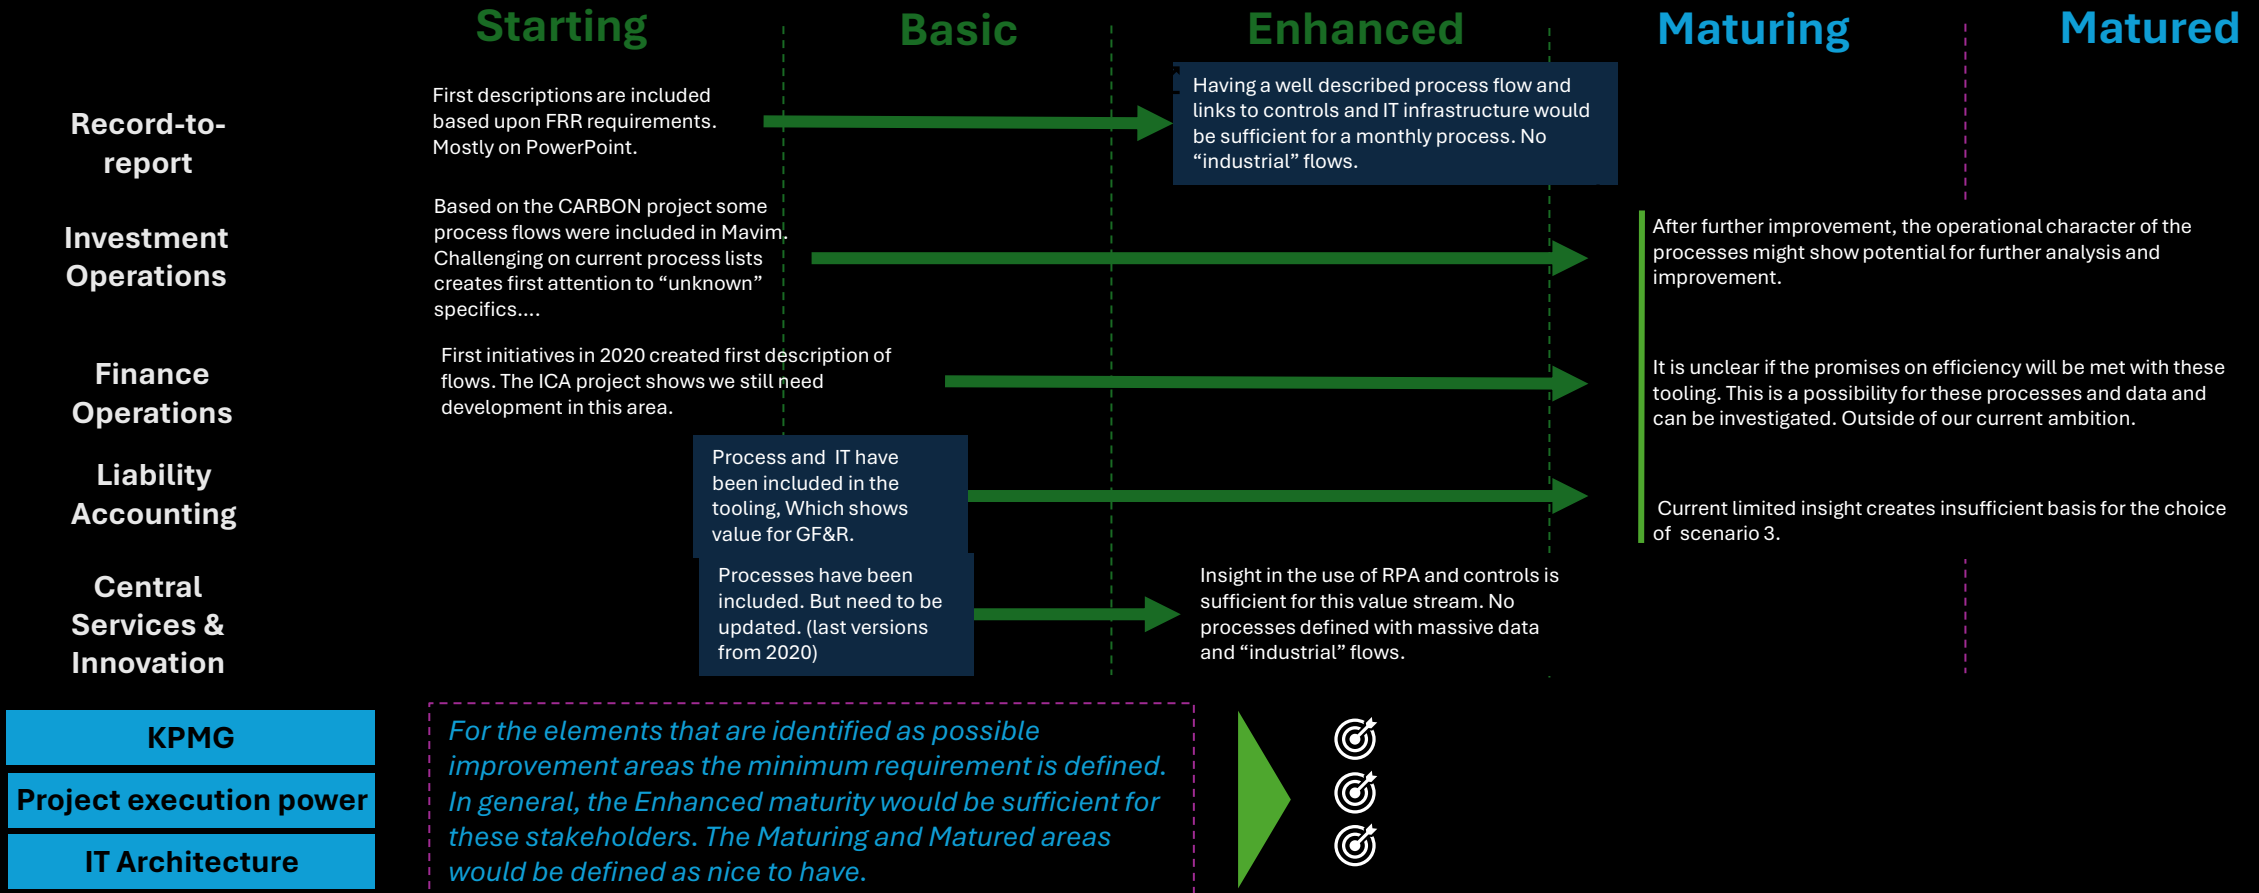 Starting
Basic
Enhanced
Maturing
Matured
Record-to-
report
First descriptions are included
based upon FRR requirements.
Mostly on PowerPoint.
Having a well described process flow and
links to controls and IT infrastructure would
be sufficient for a monthly process. No
“industrial” flows.
Investment
Operations
Based on the CARBON project some
process flows were included in Mavim.
Challenging on current process lists
creates first attention to “unknown”
specifics....
After further improvement, the operational character of the
processes might show potential for further analysis and
improvement.
Finance
Operations
First initiatives in 2020 created first description of
flows. The ICA project shows we still need
development in this area.
It is unclear if the promises on efficiency will be met with these
tooling. This is a possibility for these processes and data and
can be investigated. Outside of our current ambition.
Liability
Accounting
Process and IT have
been included in the
tooling, Which shows
value for GF&R.
Current limited insight creates insufficient basis for the choice
of scenario 3.
Central
Services &
Innovation
Processes have been
included. But need to be
updated. (last versions
from 2020)
Insight in the use of RPA and controls is
sufficient for this value stream. No
processes defined with massive data
and “industrial” flows.
KPMG
Project execution power
IT Architecture
For the elements that are identified as possible
improvement areas the minimum requirement is defined.
In general, the Enhanced maturity would be sufficient for
these stakeholders. The Maturing and Matured areas
would be defined as nice to have.